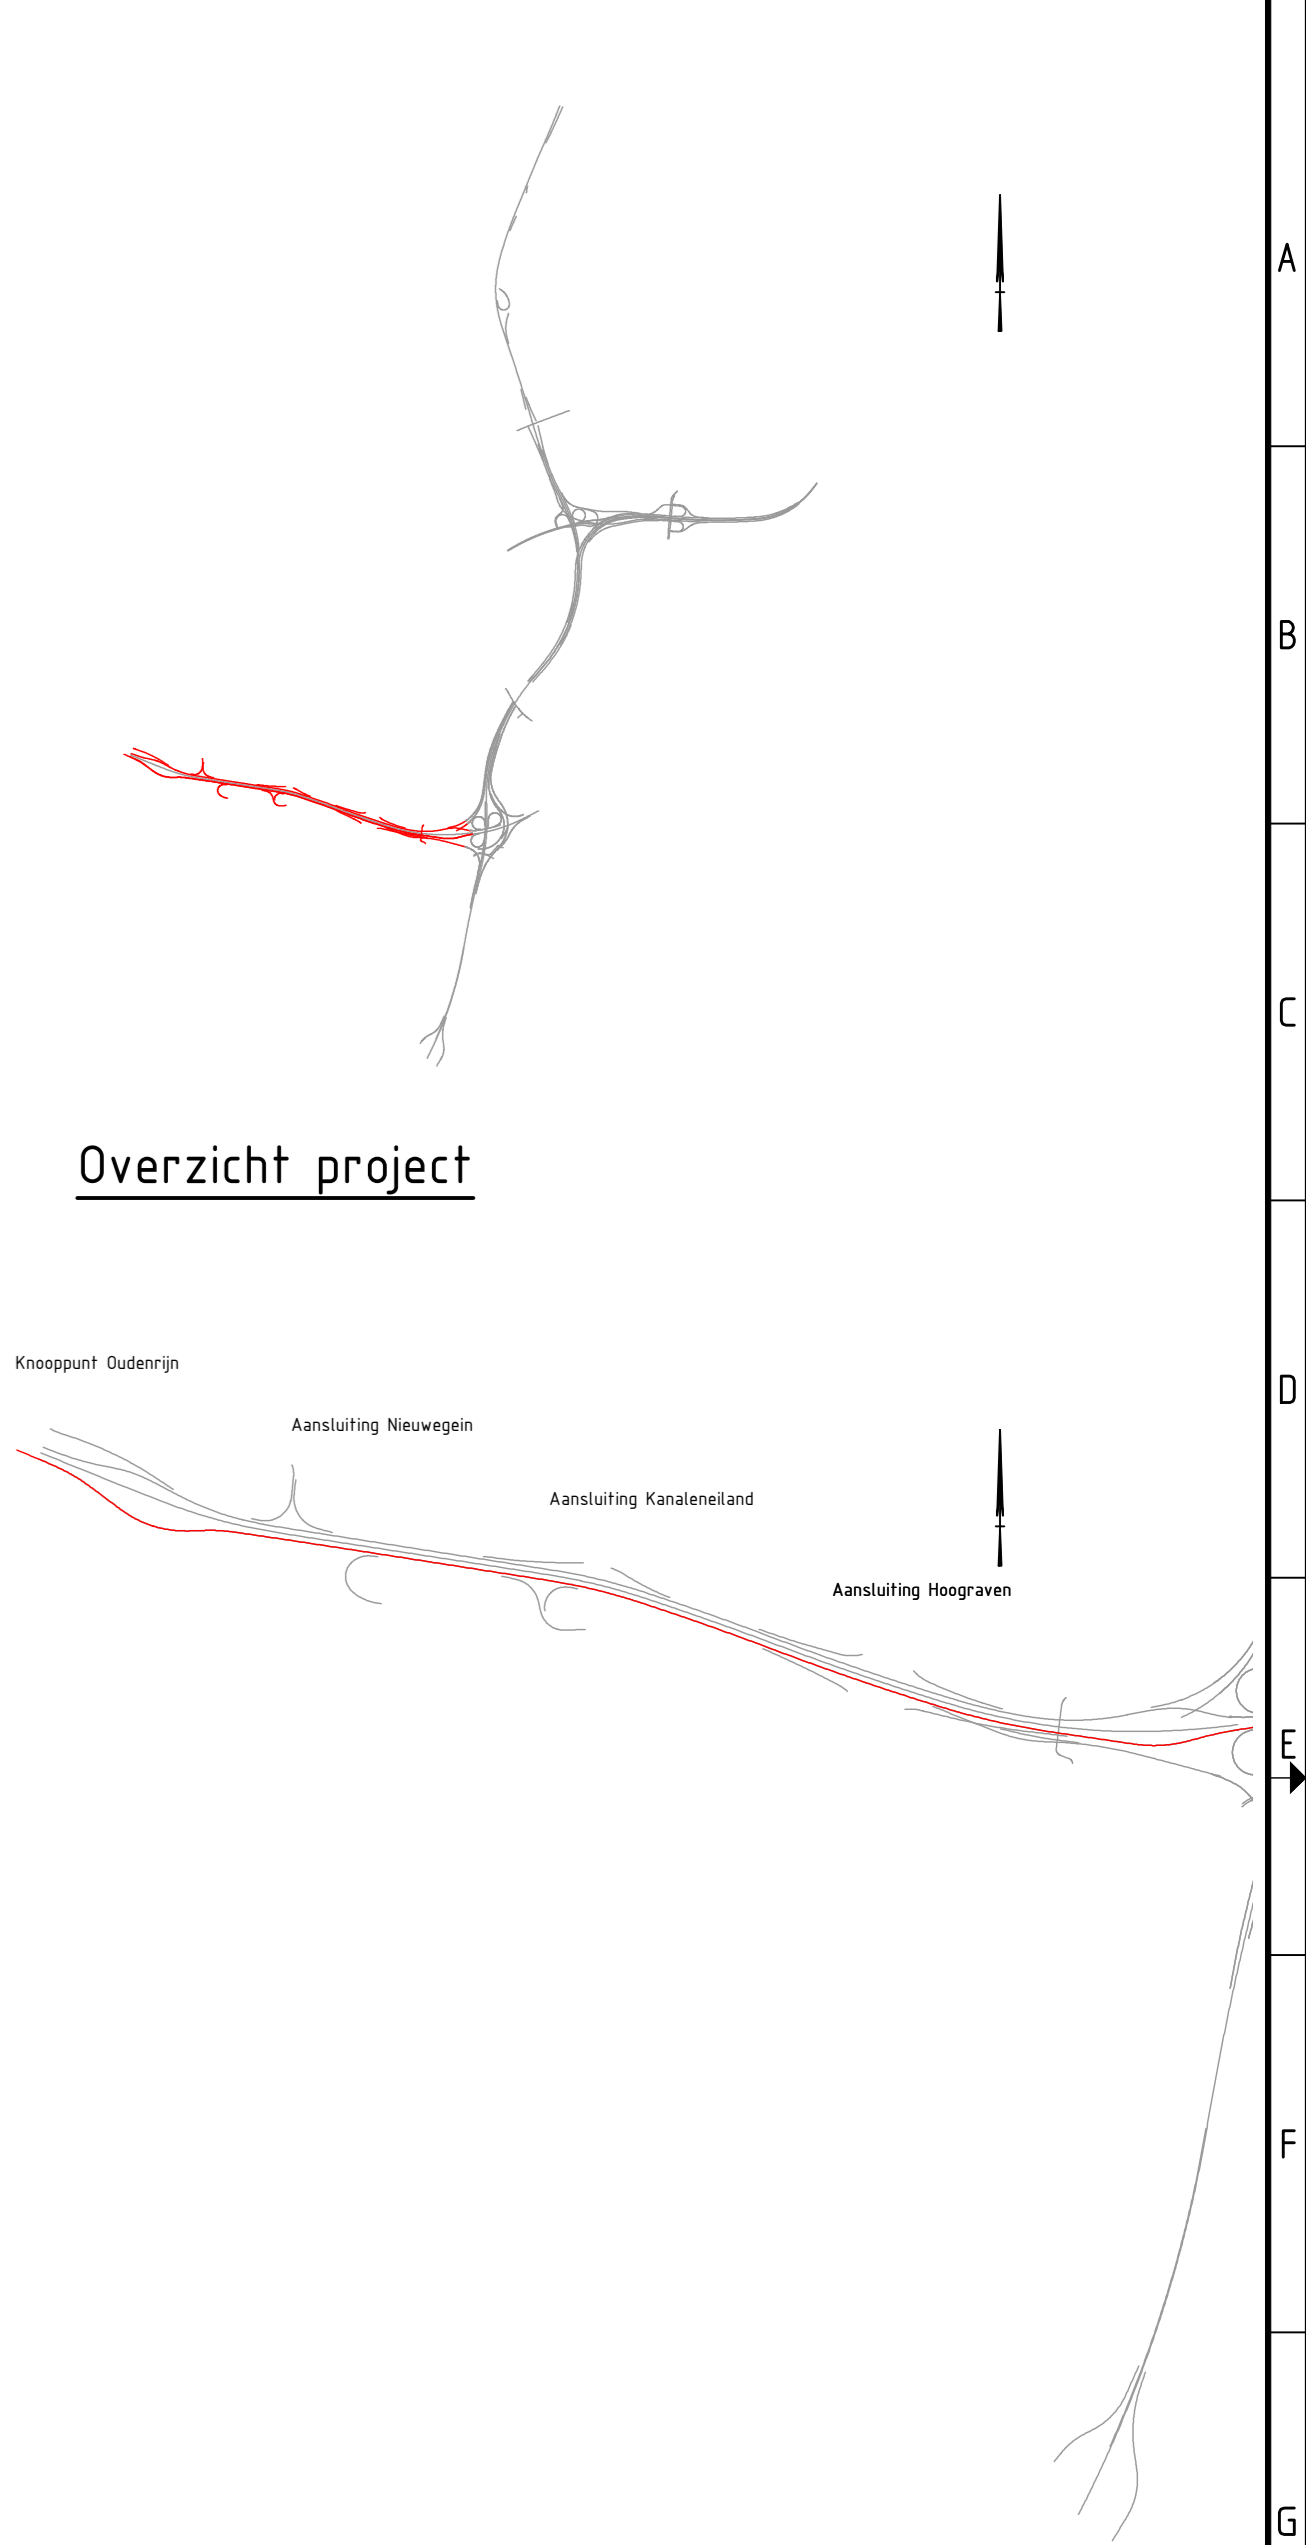 A
B
C
Overzicht project
Knooppunt Oudenrijn
D
Aansluiting Nieuwegein
Aansluiting Kanaleneiland
Aansluiting Hoograven
E
F
G